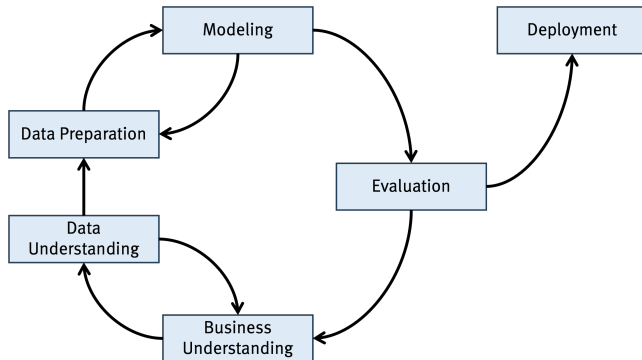 Modeling
Deployment
Data Preparation
Evaluation
Data
Understanding
Business
Understanding